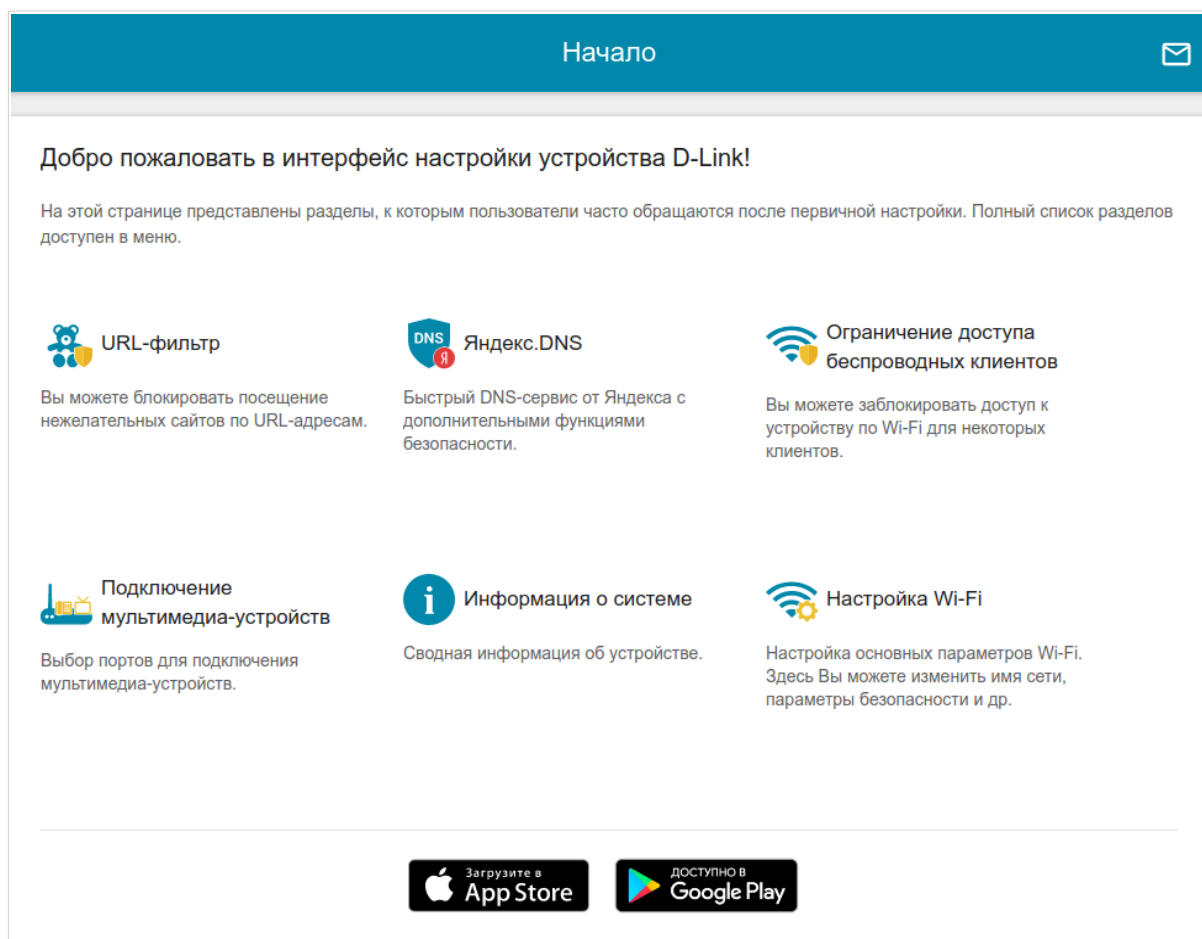 Начало
Добро пожаловать в интерфейс настройки устройства D-Link!
На этой странице представлены разделы, к которым пользователи часто обращаются после первичной настройки. Полный список разделов
доступен в меню.
URL-фильтр
Вы можете блокировать посещение
нежелательных сайтов по URL-адресам.
DNS
Я
Яндекс.DNS
Быстрый DNS-сервис от Яндекса с
дополнительными функциями
безопасности.
Ограничение доступа
беспроводных клиентов
Вы можете заблокировать доступ к
устройству по Wi-Fi для некоторых
клиентов.
Подключение
мультимедиа-устройств
Выбор портов для подключения
мультимедиа-устройств.
i
Информация о системе
Сводная информация об устройстве.
Настройка Wi-Fi
Настройка основных параметров Wi-Fi.
Здесь Вы можете изменить имя сети,
параметры безопасности и др.
Загрузите в
App Store
ДОСТУПНО В
Google Play